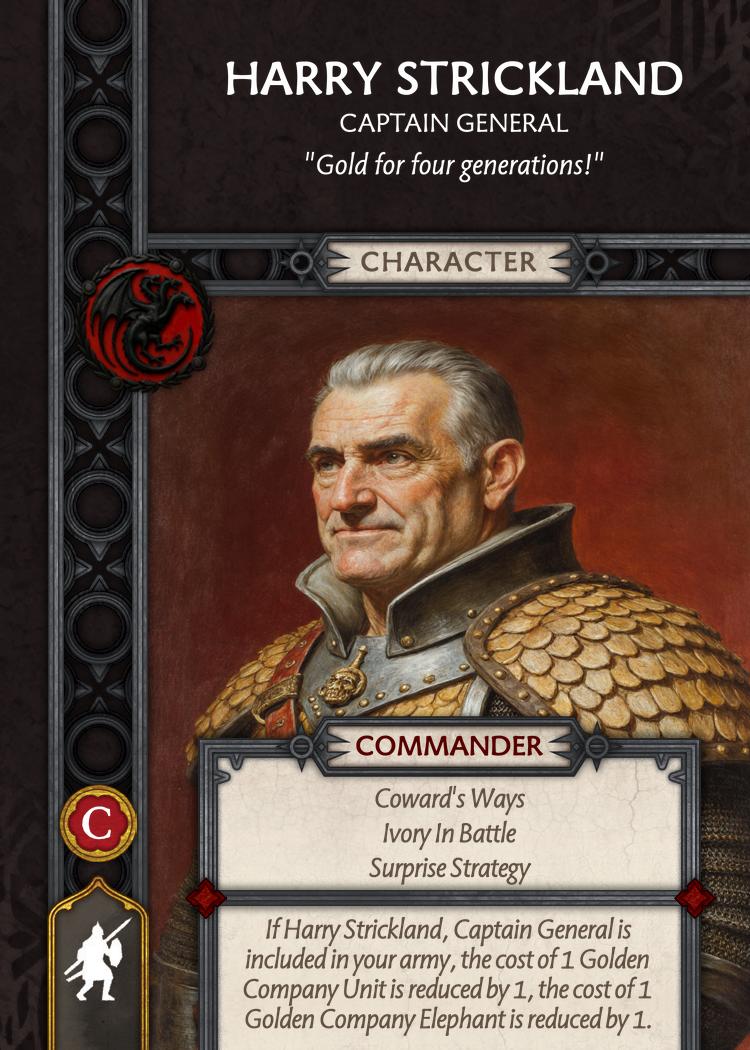 HARRY STRICKLAND
CAPTAIN GENERAL
"Gold for four generations!"
CHARACTER
COMMANDER
C
Coward's Ways
Ivory In Battle
Surprise Strategy
If Harry Strickland, Captain General is
included in your army, the cost of 1 Golden
Company Unit is reduced by 1, the cost of 1
Golden Company Elephant is reduced by 1.